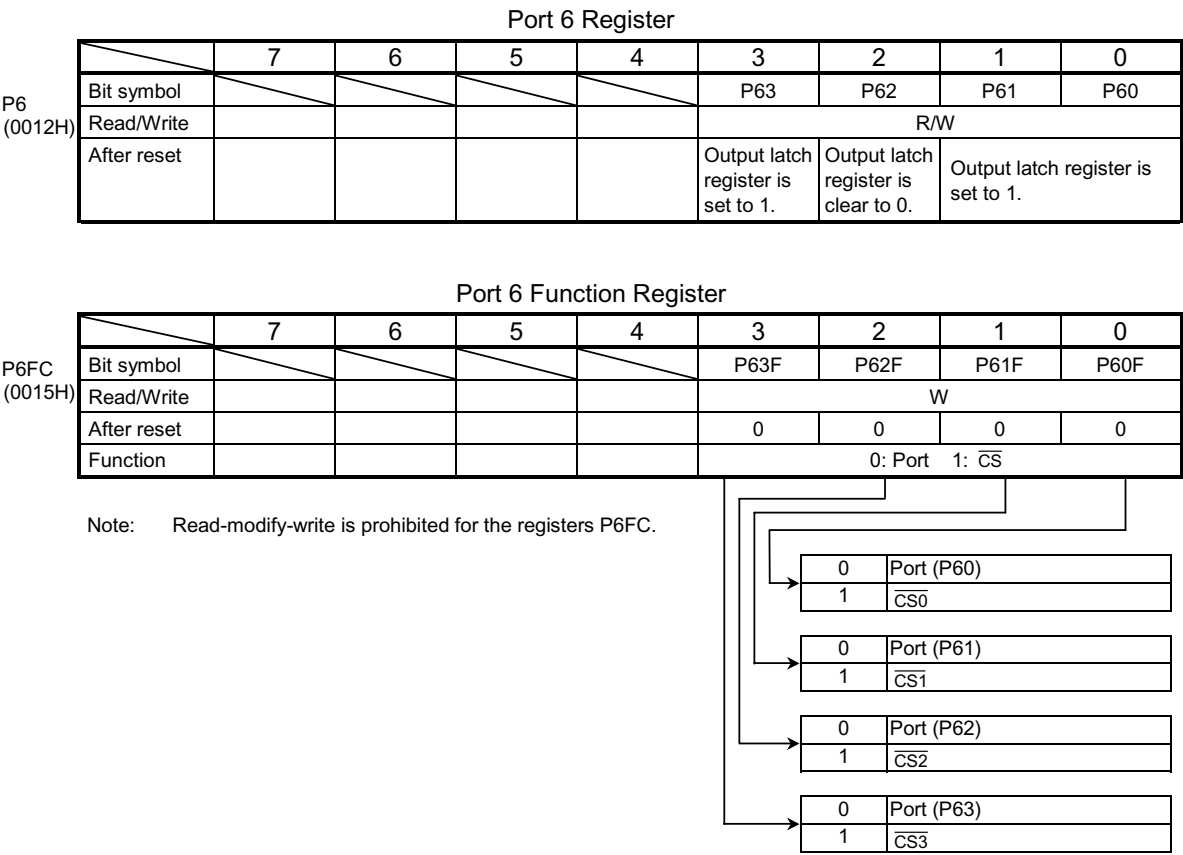 Port 6 Register
7 6 5 4 3 2 1 0
P6
(0012H)
Bit symbol P63 P62 P61 P60
Read/Write R/W
After reset Output latch register is set to 1. Output latch register is clear to 0. Output latch register is set to 1.
Port 6 Function Register
7 6 5 4 3 2 1 0
P6FC
(0015H)
Bit symbol P63F P62F P61F P60F
Read/Write W
After reset 0 0 0 0
Function 0: Port 1: C̅S̅
Note: Read-modify-write is prohibited for the registers P6FC.
0 Port (P60)
1 C̅S̅0̅
0 Port (P61)
1 C̅S̅1̅
0 Port (P62)
1 C̅S̅2̅
0 Port (P63)
1 C̅S̅3̅